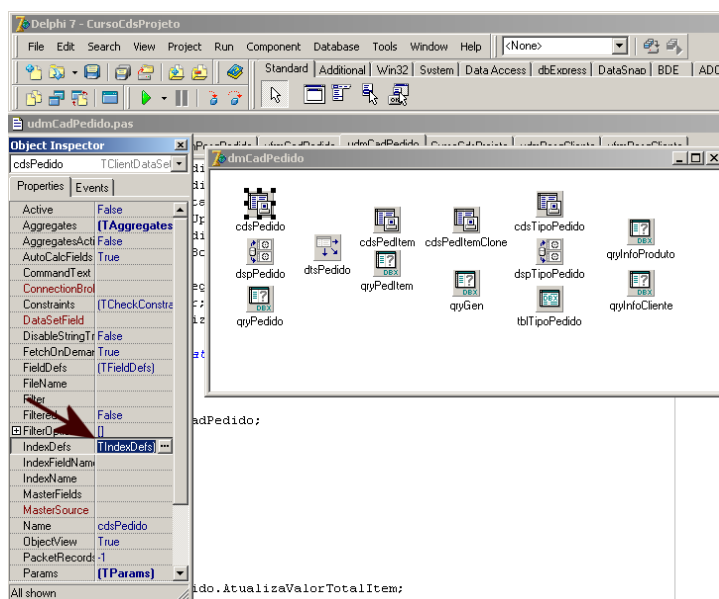 Delphi 7 - CursoCdsProjeto
File Edit Search View Project Run Component Database Tools Window Help <None>
Standard Additional Win32 System Data Access dbExpress DataSnap BDE ADO
udmCadPedido.pas
Object Inspector
cdsPedido TClientDataSet
Properties Events
Active False
Aggregates (TAggregates
AggregatesActi False
AutoCalcFields True
CommandText
ConnectionBrol
Constraints (TCheckConstra
DataSetField
DisableStringTr False
FetchOnDemar True
FieldDefs (TFieldDefs)
FileName
Filter
Filtered False
FilterOp []
IndexDefs TIndexDefs) ...
IndexFieldNam
IndexName
MasterFields
MasterSource
Name cdsPedido
ObjectView True
PacketRecords -1
Params (TParams)
All shown
udmCadPedido CursoCdsProjeto
dmCadPedido
cdsPedido
cdsPedItem
cdsPedItemClone
cdsTipoPedido
qryInfoProduto
dspPedido
dtsPedido
qryPedItem
dspTipoPedido
qryPedido
qryGen
tblTipoPedido
qryInfoCliente
adPedido;
ido.AtualizaValorTotalItem;